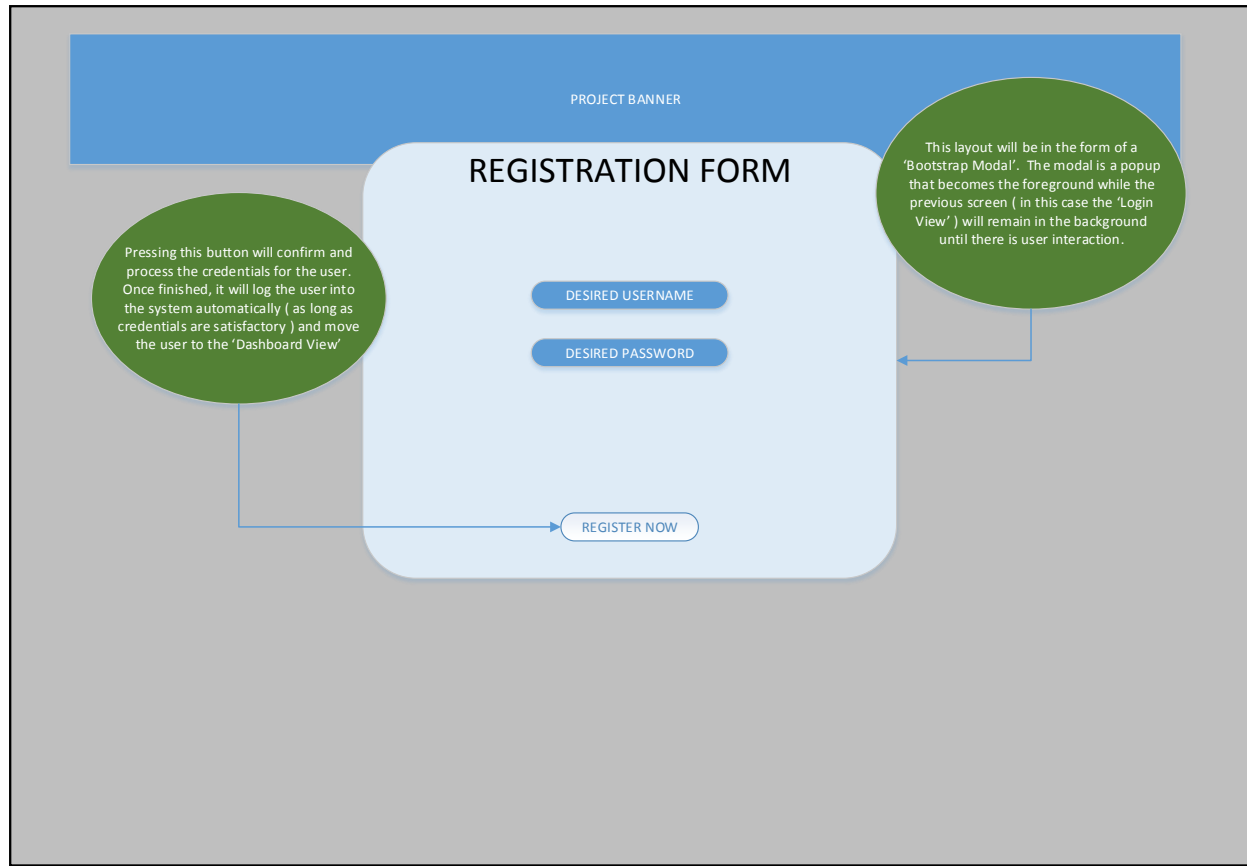 PROJECT BANNER
REGISTRATION FORM
This layout will be in the form of a
‘Bootstrap Modal’.  The modal is a popup
that becomes the foreground while the
previous screen ( in this case the ‘Login
View’ ) will remain in the background
until there is user interaction.
Pressing this button will confirm and
process the credentials for the user.
Once finished, it will log the user into
the system automatically ( as long as
credentials are satisfactory ) and move
the user to the ‘Dashboard View’
DESIRED USERNAME
DESIRED PASSWORD
REGISTER NOW